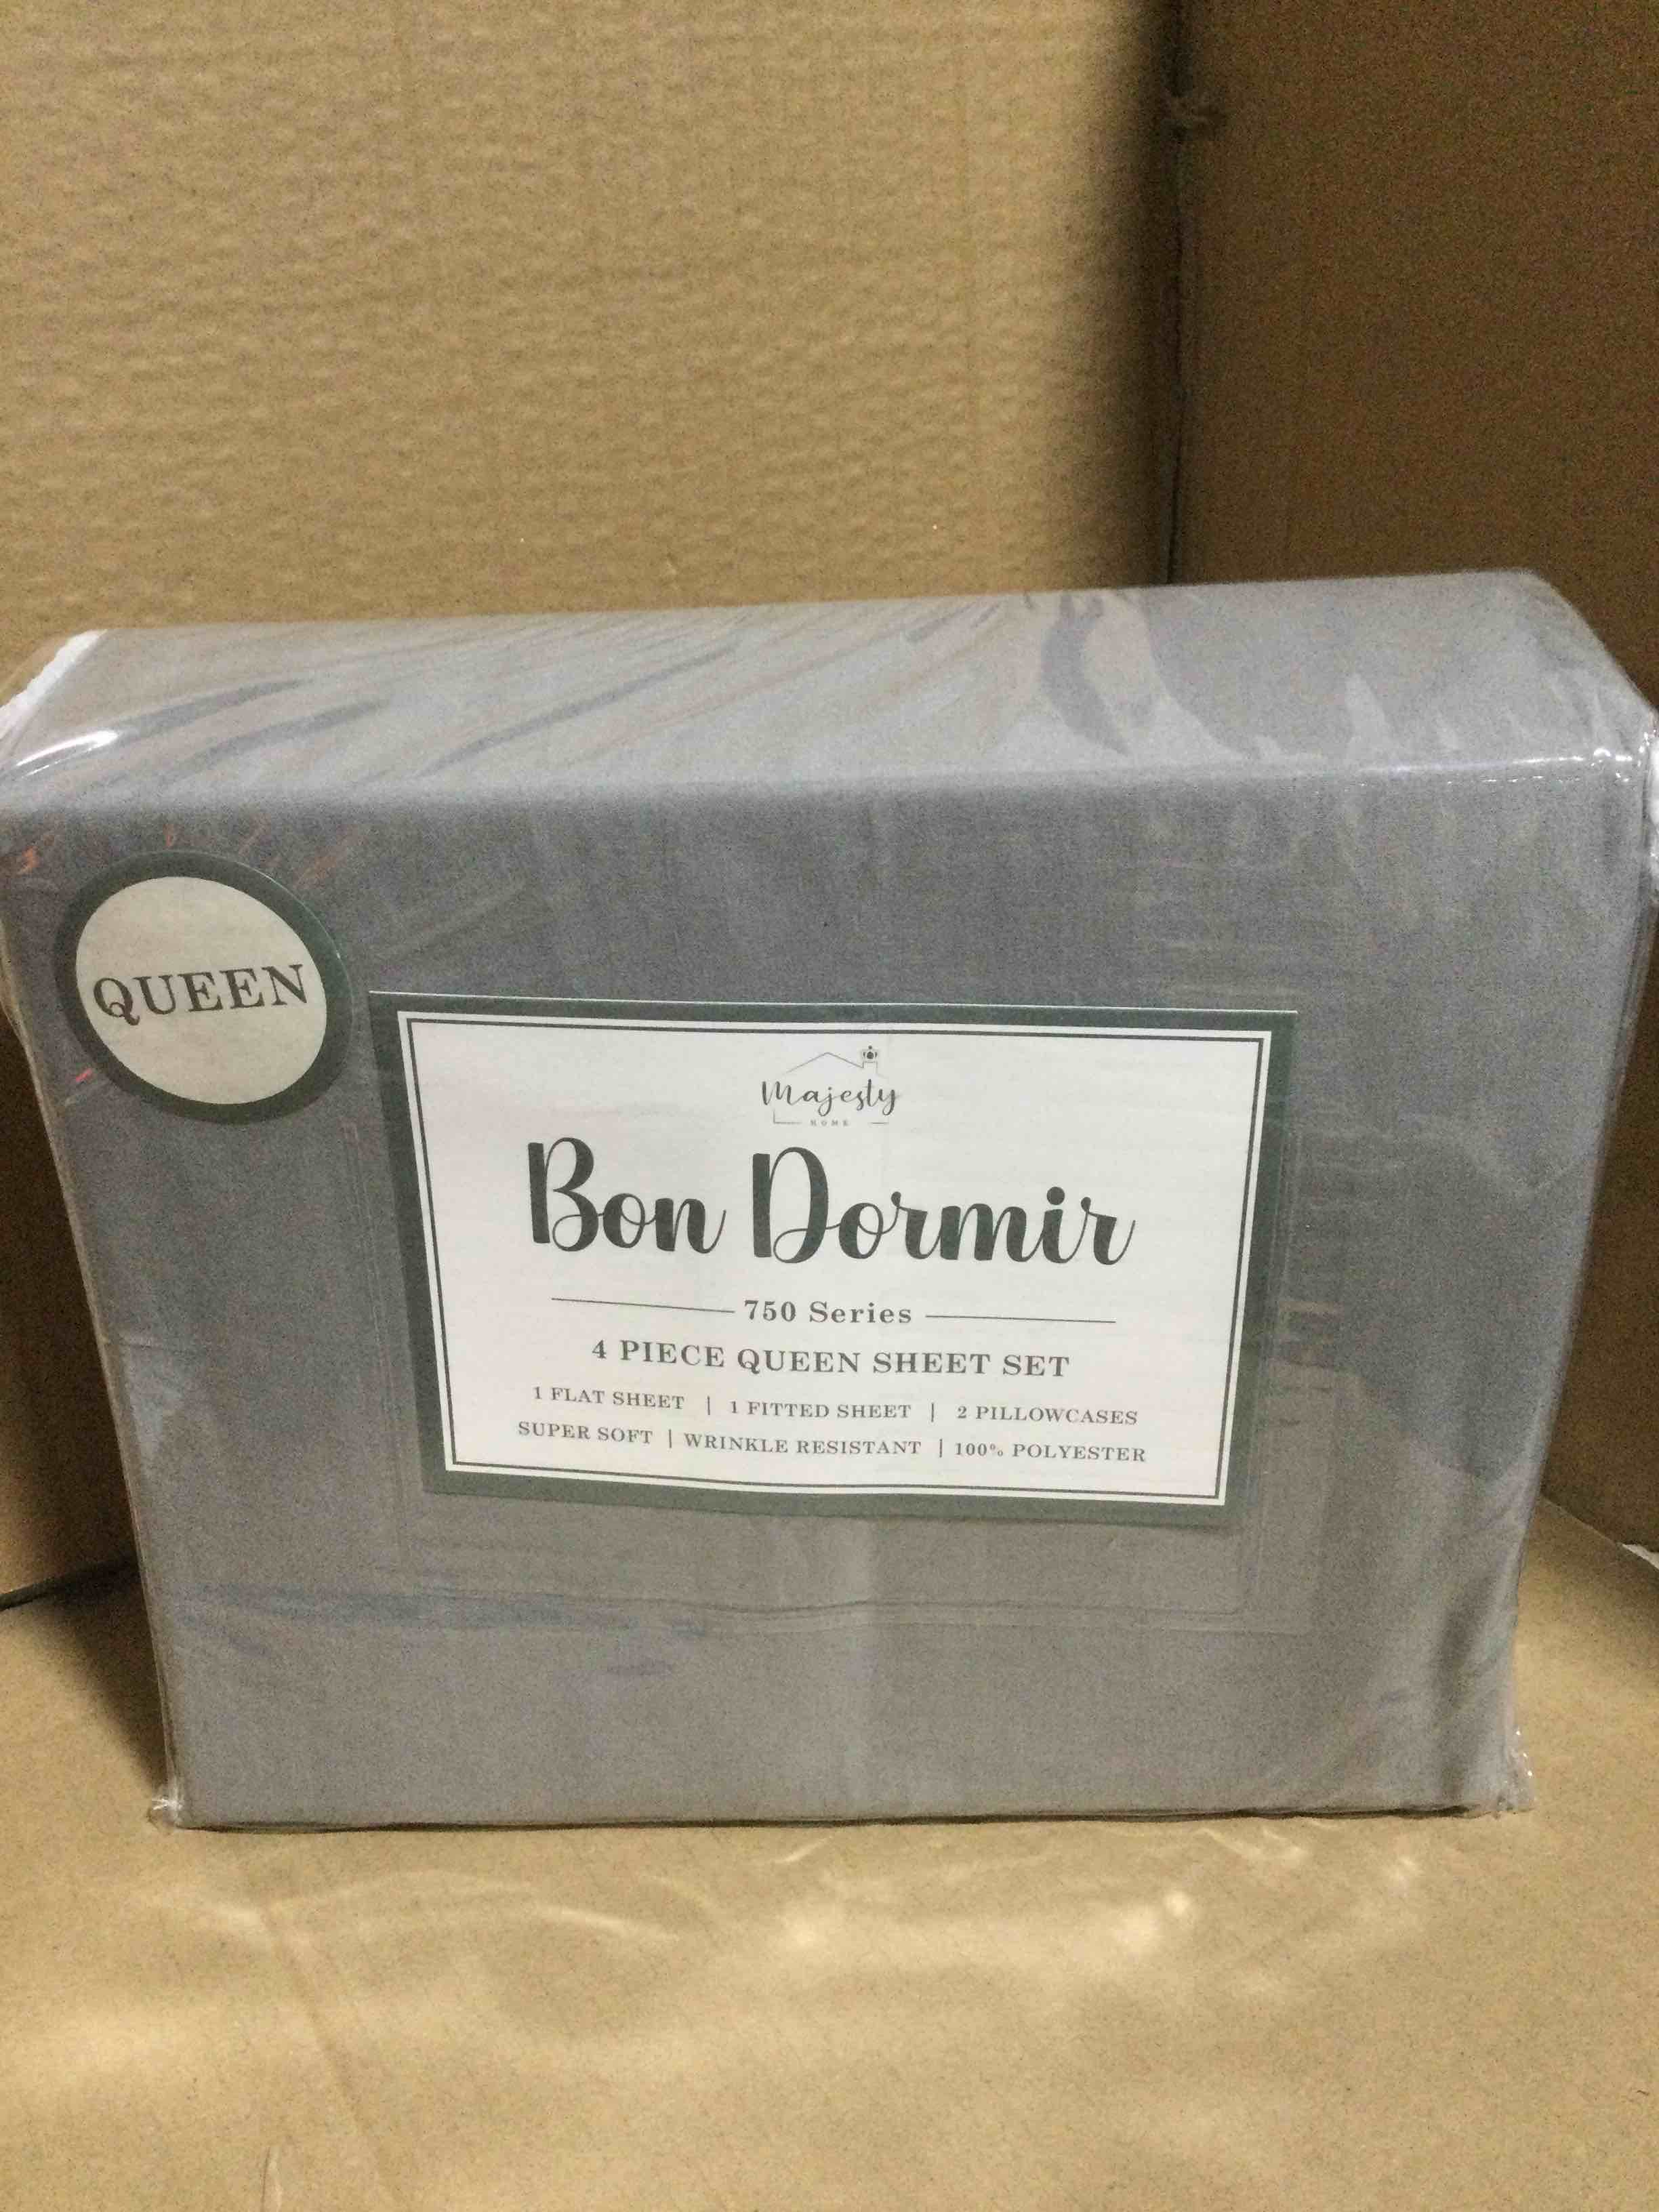 QUEEN
Majesty
HOME
Bon Dormir
750 Series
4 PIECE QUEEN SHEET SET
1 FLAT SHEET | 1 FITTED SHEET | 2 PILLOWCASES
SUPER SOFT | WRINKLE RESISTANT | 100% POLYESTER